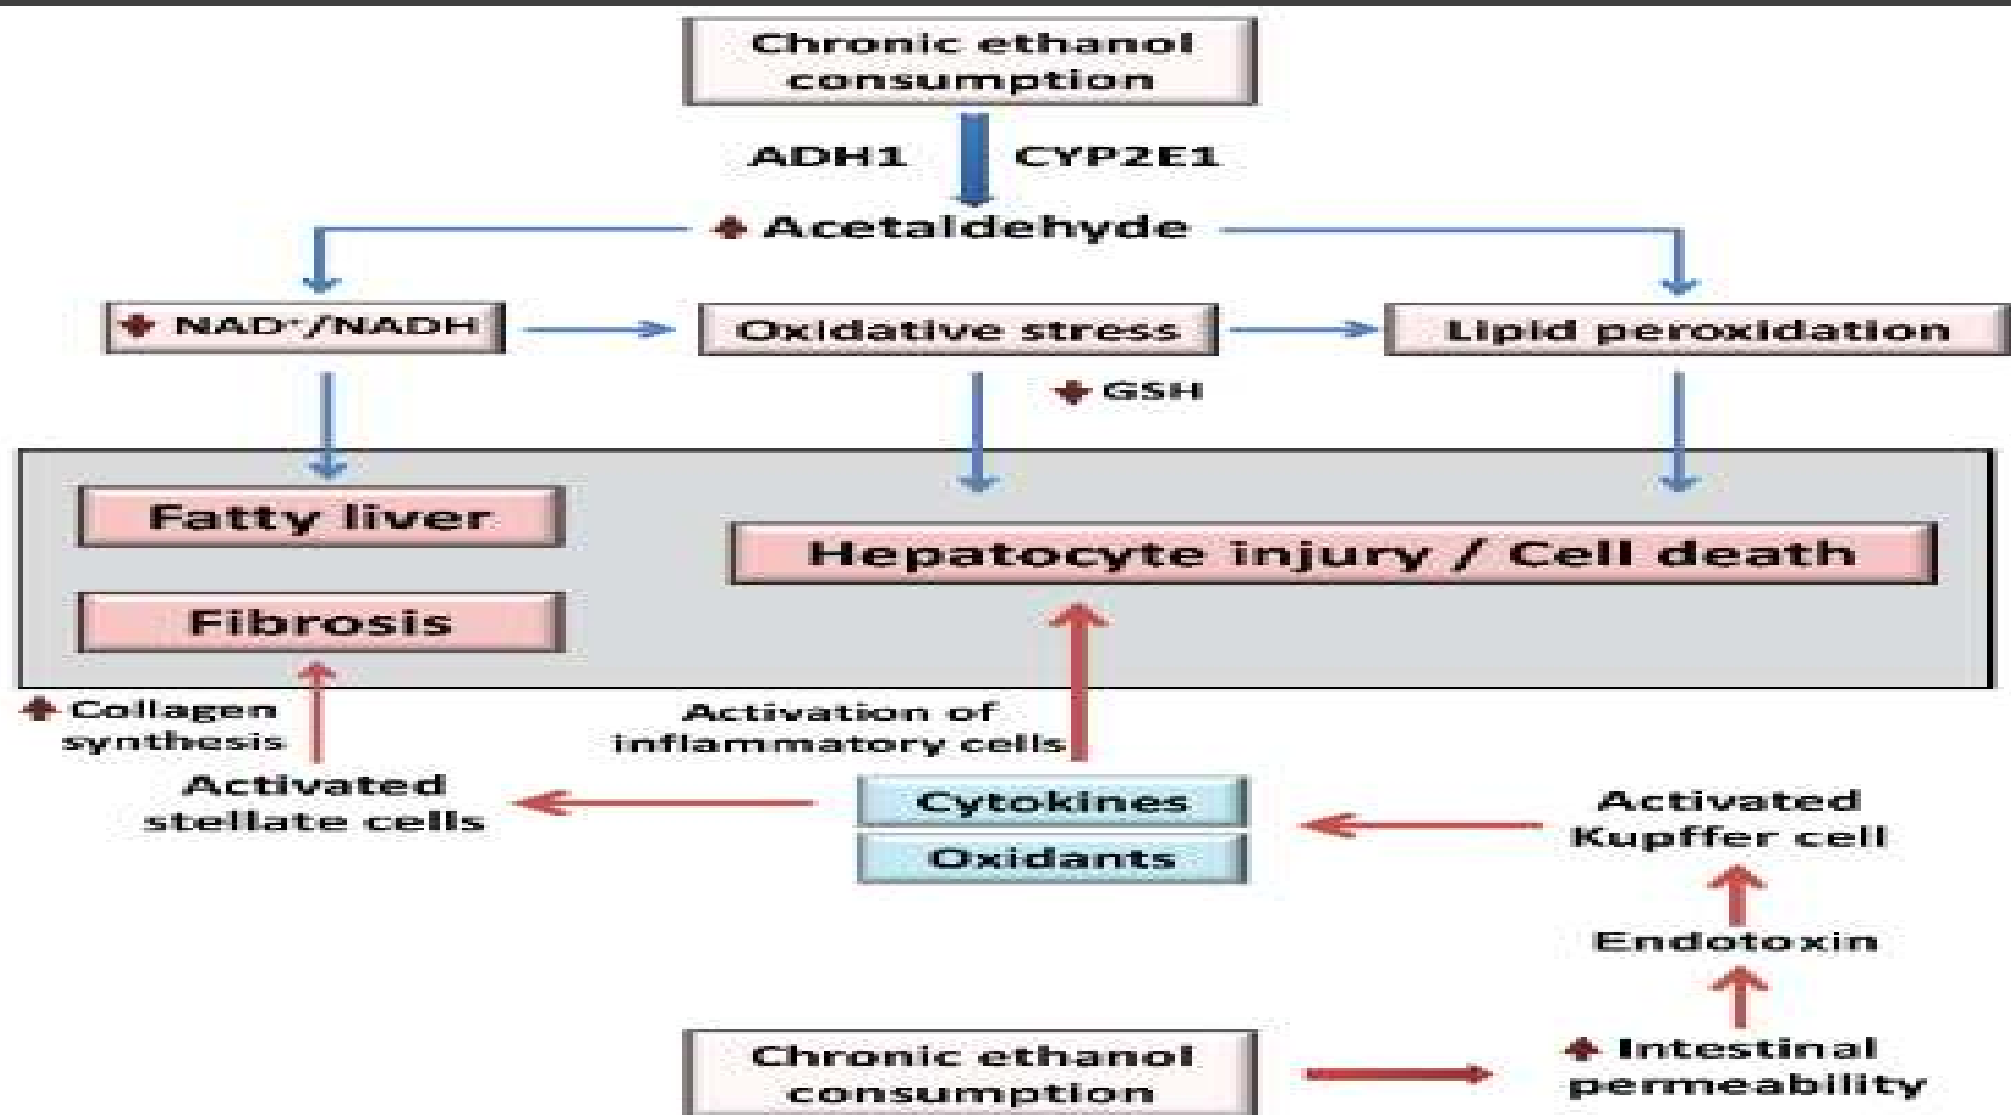 Chronic ethanol
consumption
ADH1 CYP2E1
Acetaldehyde
NAD⁺/NADH
Oxidative stress
Lipid peroxidation
GSH
Fatty liver
Hepatocyte injury / Cell death
Fibrosis
Collagen
synthesis
Activation of
inflammatory cells
Activated
stellate cells
Cytokines
Oxidants
Activated
Kupffer cell
Endotoxin
Intestinal
permeability
Chronic ethanol
consumption